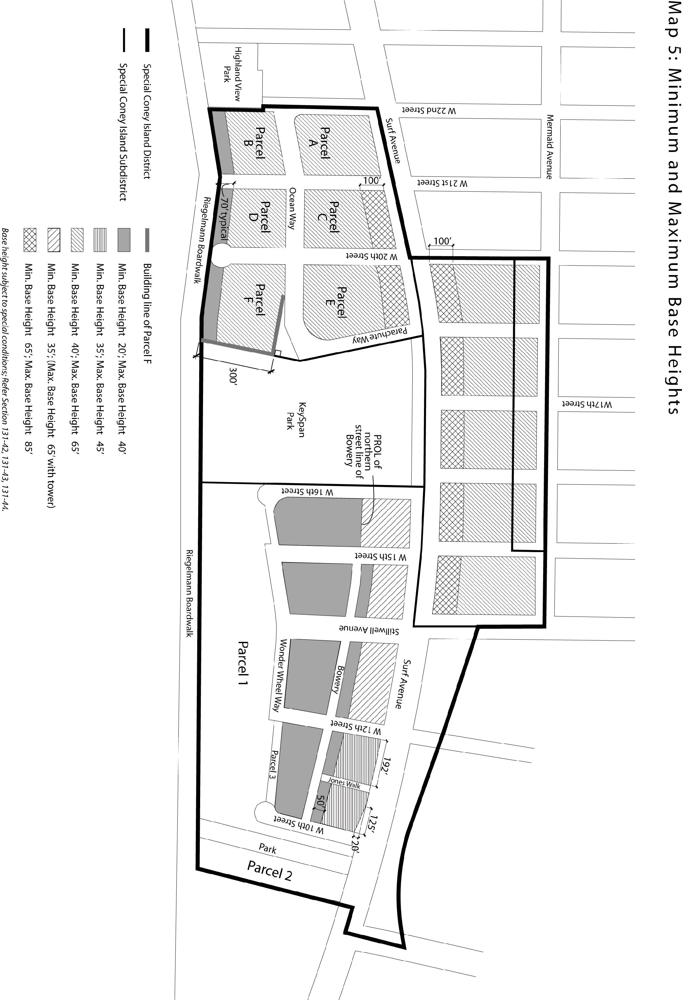 Map 5: Minimum and Maximum Base Heights
Mermaid Avenue
W 22nd Street
W 21st Street
W17th Street
Surf Avenue
100’
100’
Highland View
Park
Parcel
A
Parcel
B
Parcel
C
Parcel
D
Parcel
E
Parcel
F
Ocean Way
W 20th Street
Parachute Way
70’ typical
Riegelmann Boardwalk
300’
KeySpan
Park
PROL of
northern
street line of
Bowery
W 16th Street
W 15th Street
Stillwell Avenue
Surf Avenue
Bowery
Wonder Wheel Way
W 12th Street
192’
Jones Walk
125’
50’
20’
W 10th Street
Parcel 1
Parcel 3
Park
Parcel 2
Riegelmann Boardwalk
Special Coney Island District
Special Coney Island Subdistrict
Building line of Parcel F
Min. Base Height 20’; Max. Base Height 40’
Min. Base Height 35’; Max. Base Height 45’
Min. Base Height 40’; Max. Base Height 65’
Min. Base Height 35’; (Max. Base Height 65’ with tower)
Min. Base Height 65’; Max. Base Height 85’
Base height subject to special conditions; Refer Section 131-42, 131-43, 131-44.